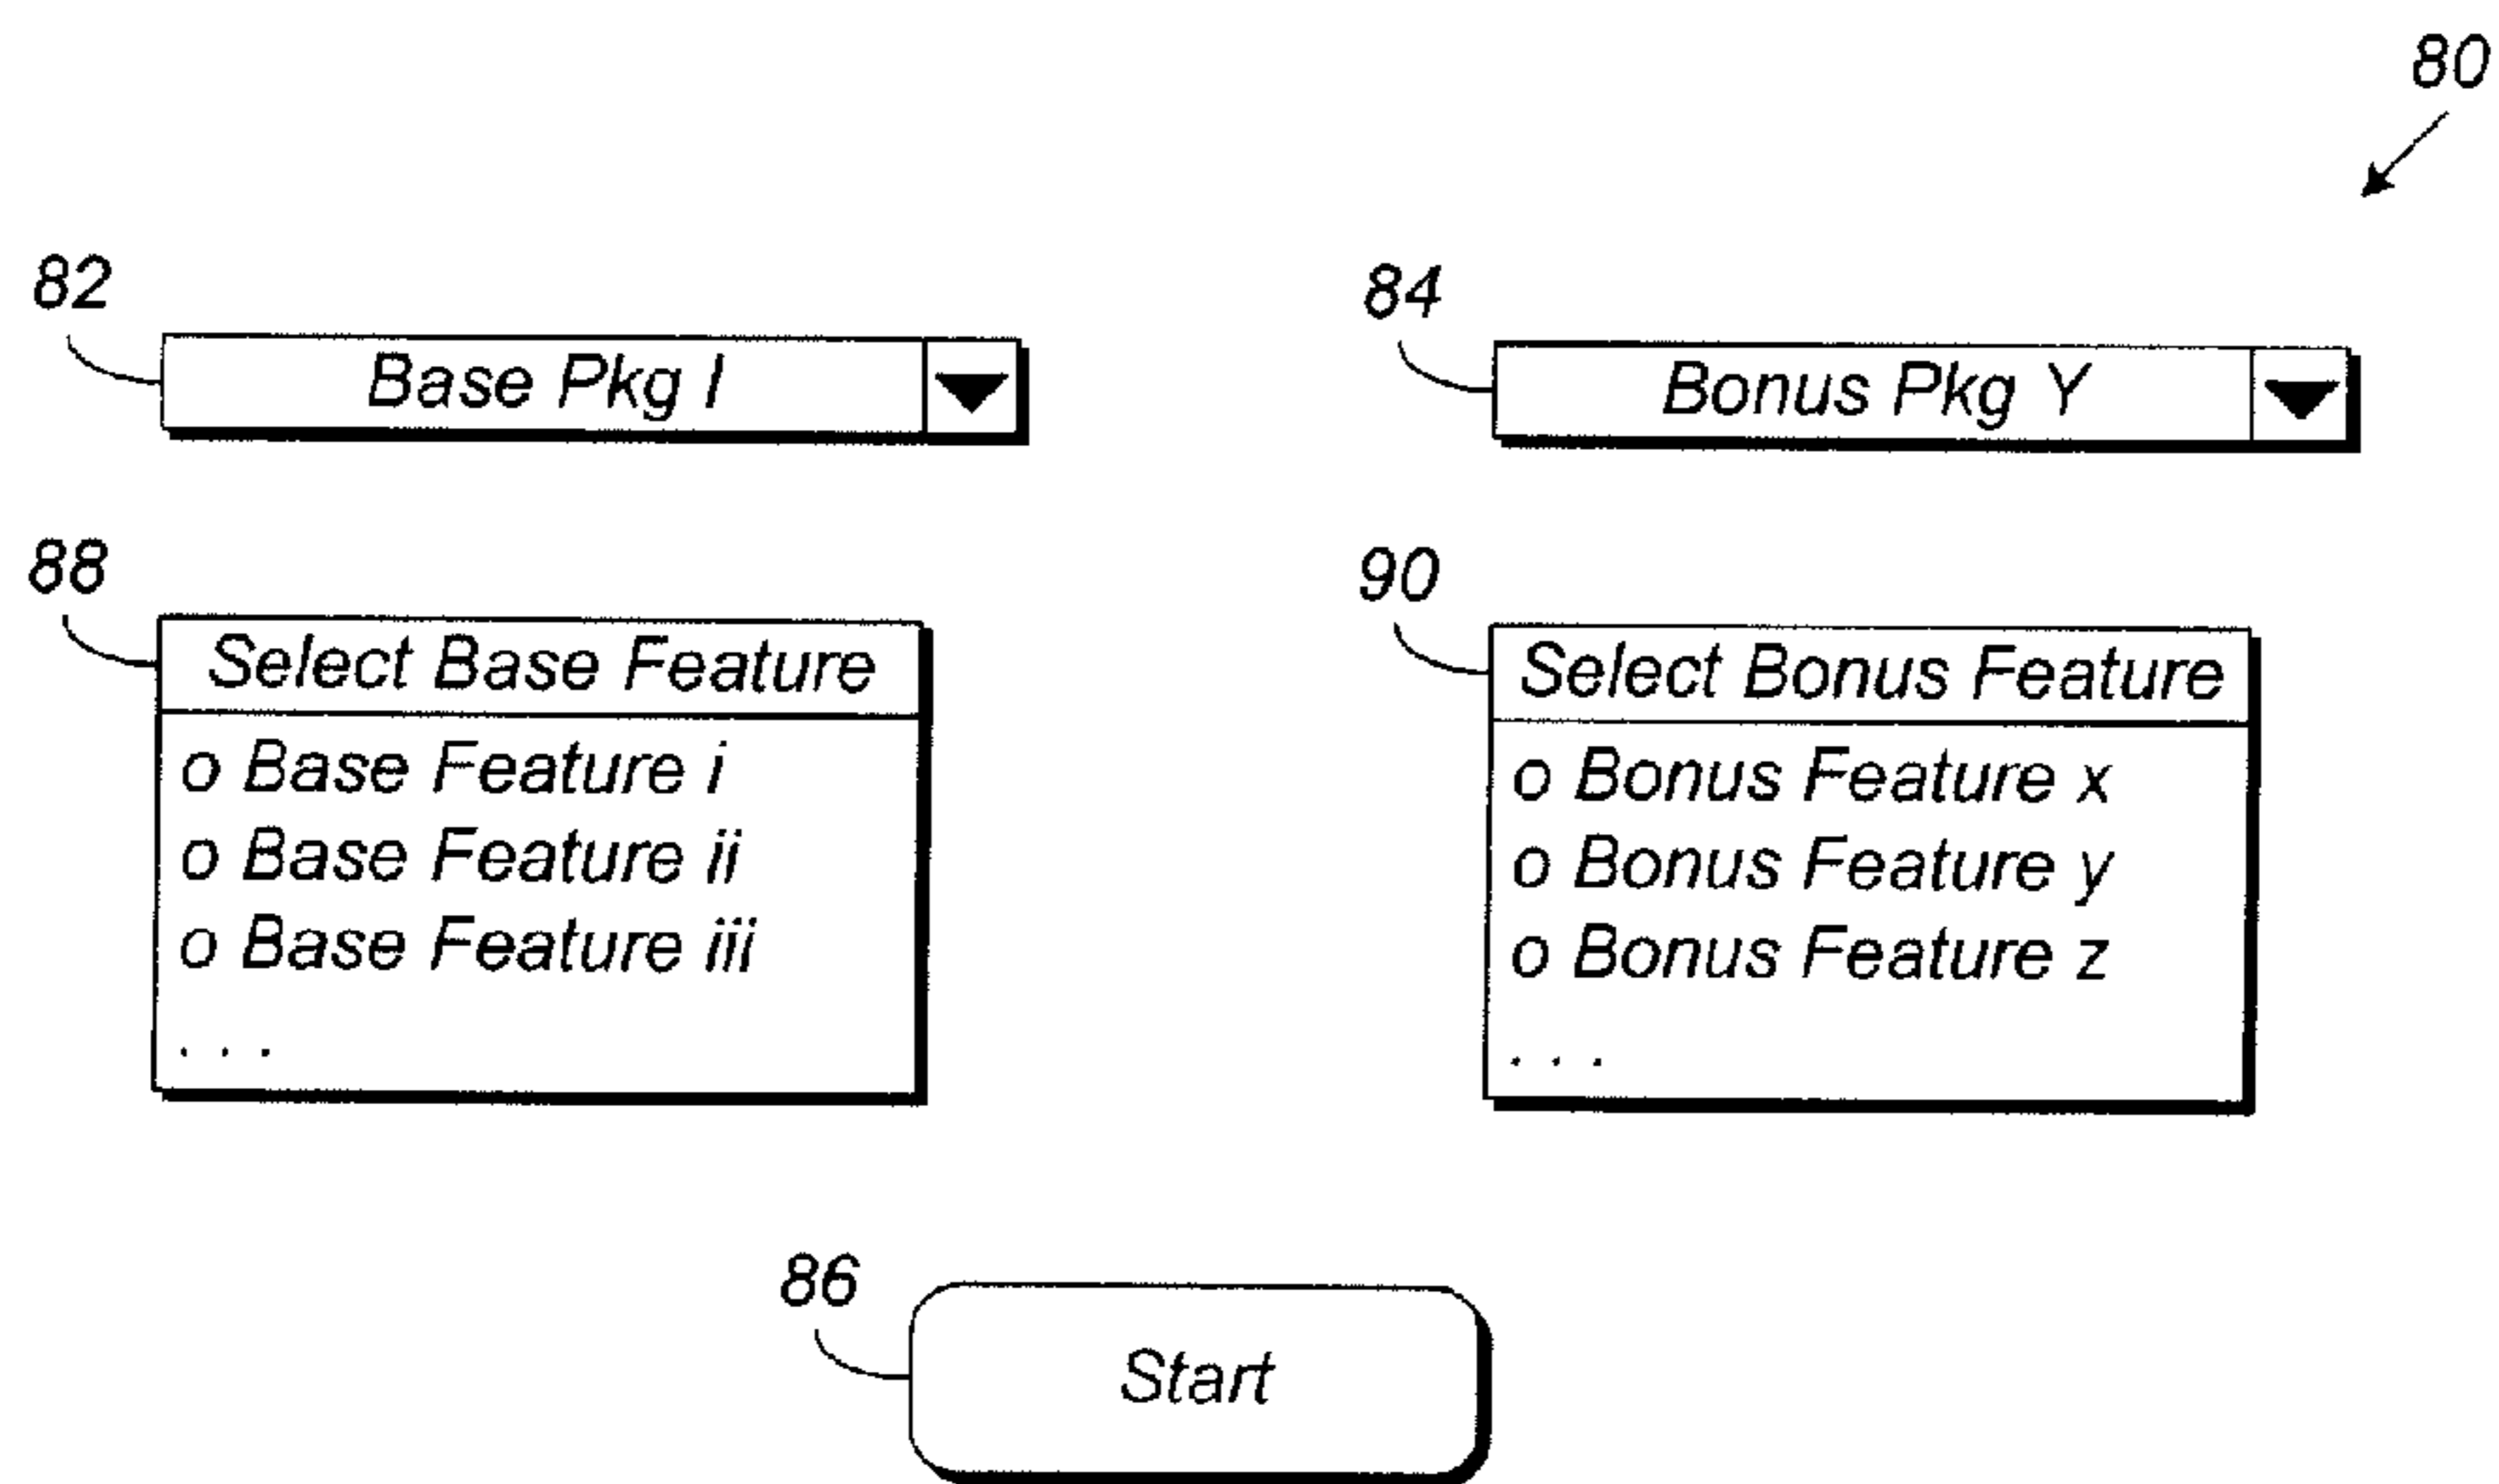 80
82
84
Base Pkg I
Bonus Pkg Y
88
90
Select Base Feature
o Base Feature i
o Base Feature ii
o Base Feature iii
. . .
Select Bonus Feature
o Bonus Feature x
o Bonus Feature y
o Bonus Feature z
. . .
86
Start